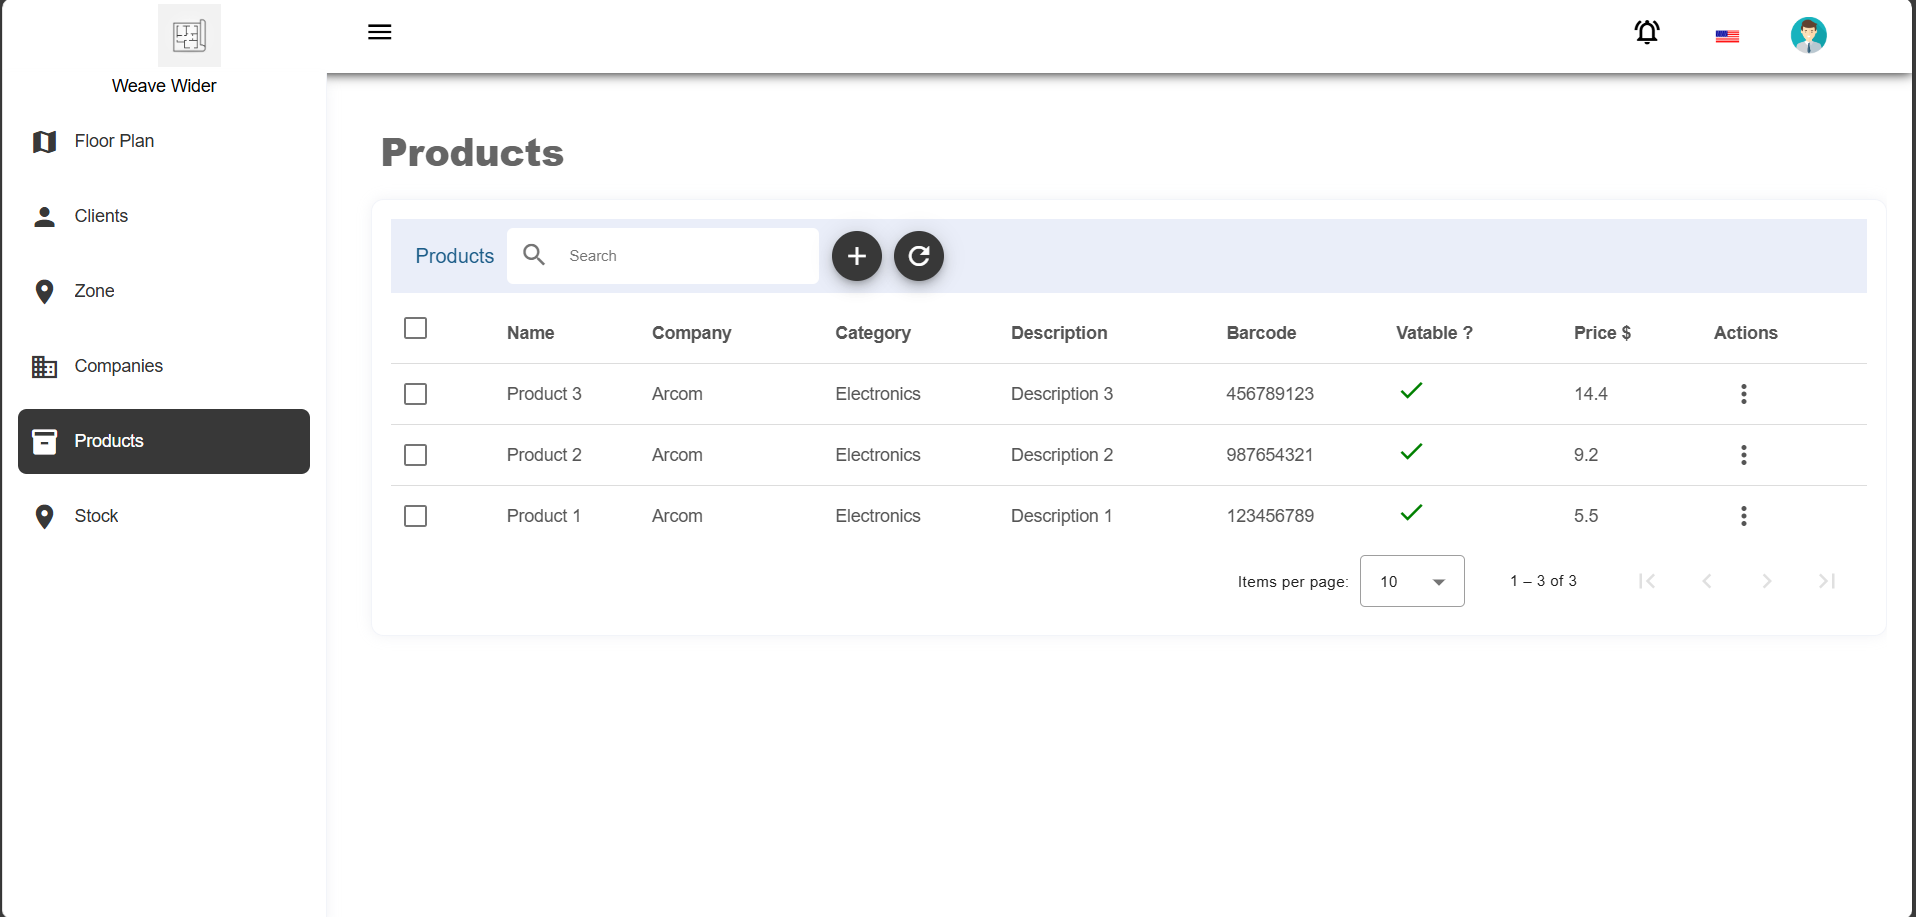 Weave Wider
Floor Plan
Clients
Zone
Companies
Products
Stock
Products
Products Search
Name Company Category Description Barcode Vatable ? Price $ Actions
Product 3 Arcom Electronics Description 3 456789123 14.4
Product 2 Arcom Electronics Description 2 987654321 9.2
Product 1 Arcom Electronics Description 1 123456789 5.5
Items per page: 10 1 – 3 of 3